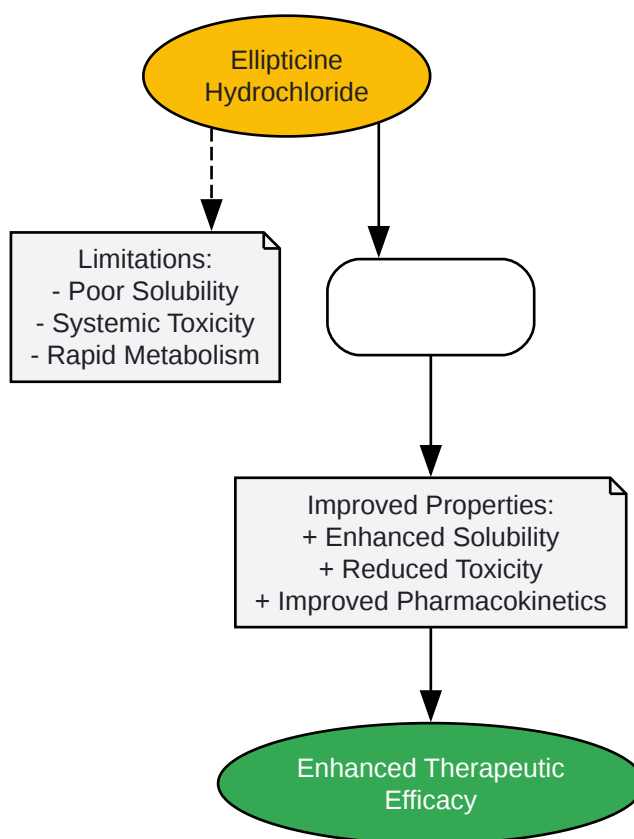 Ellipticine
Hydrochloride
Limitations:
- Poor Solubility
- Systemic Toxicity
- Rapid Metabolism
Improved Properties:
+ Enhanced Solubility
+ Reduced Toxicity
+ Improved Pharmacokinetics
Enhanced Therapeutic
Efficacy